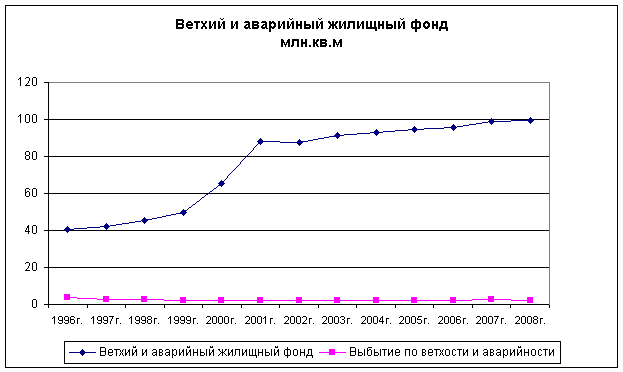 Ветхий и аварийный жилищный фонд
млн.кв.м
120
100
80
60
40
20
0
1996г. 1997г. 1998г. 1999г. 2000г. 2001г. 2002г. 2003г. 2004г. 2005г. 2006г. 2007г. 2008г.
Ветхий и аварийный жилищный фонд Выбытие по ветхости и аварийности